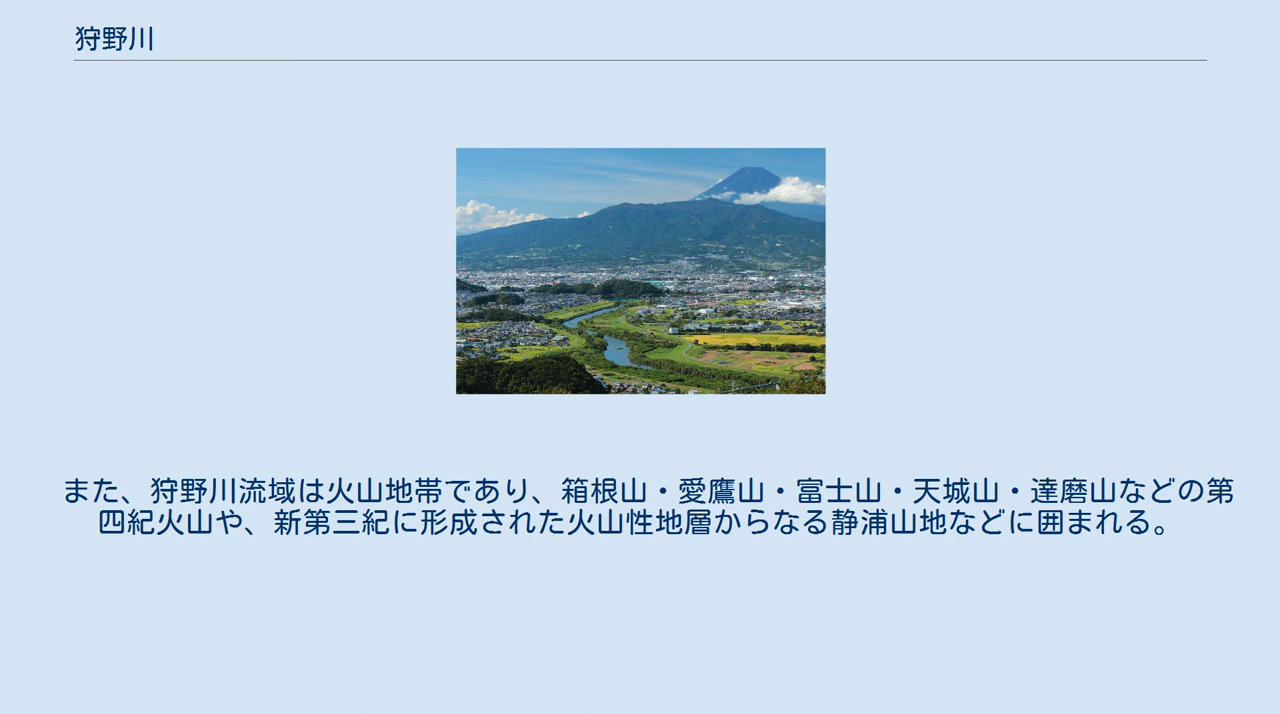 狩野川
また、狩野川流域は火山地帯であり、箱根山・愛鷹山・富士山・天城山・達磨山などの第
四紀火山や、新第三紀に形成された火山性地層からなる静浦山地などに囲まれる。